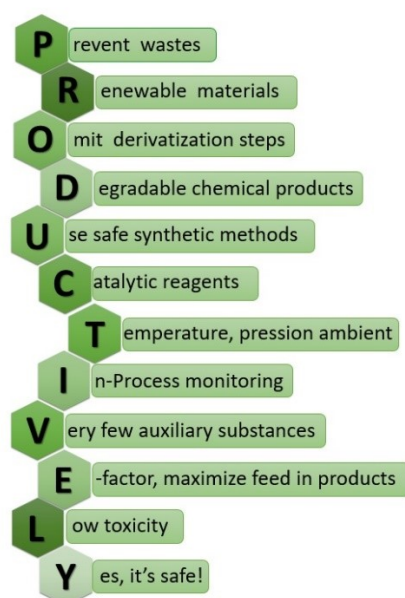 Prevent wastes
Renewable materials
Omit derivatization steps
Degradable chemical products
Use safe synthetic methods
Catalytic reagents
Temperature, pression ambient
In-Process monitoring
Very few auxiliary substances
E-factor, maximize feed in products
Low toxicity
Yes, it's safe!